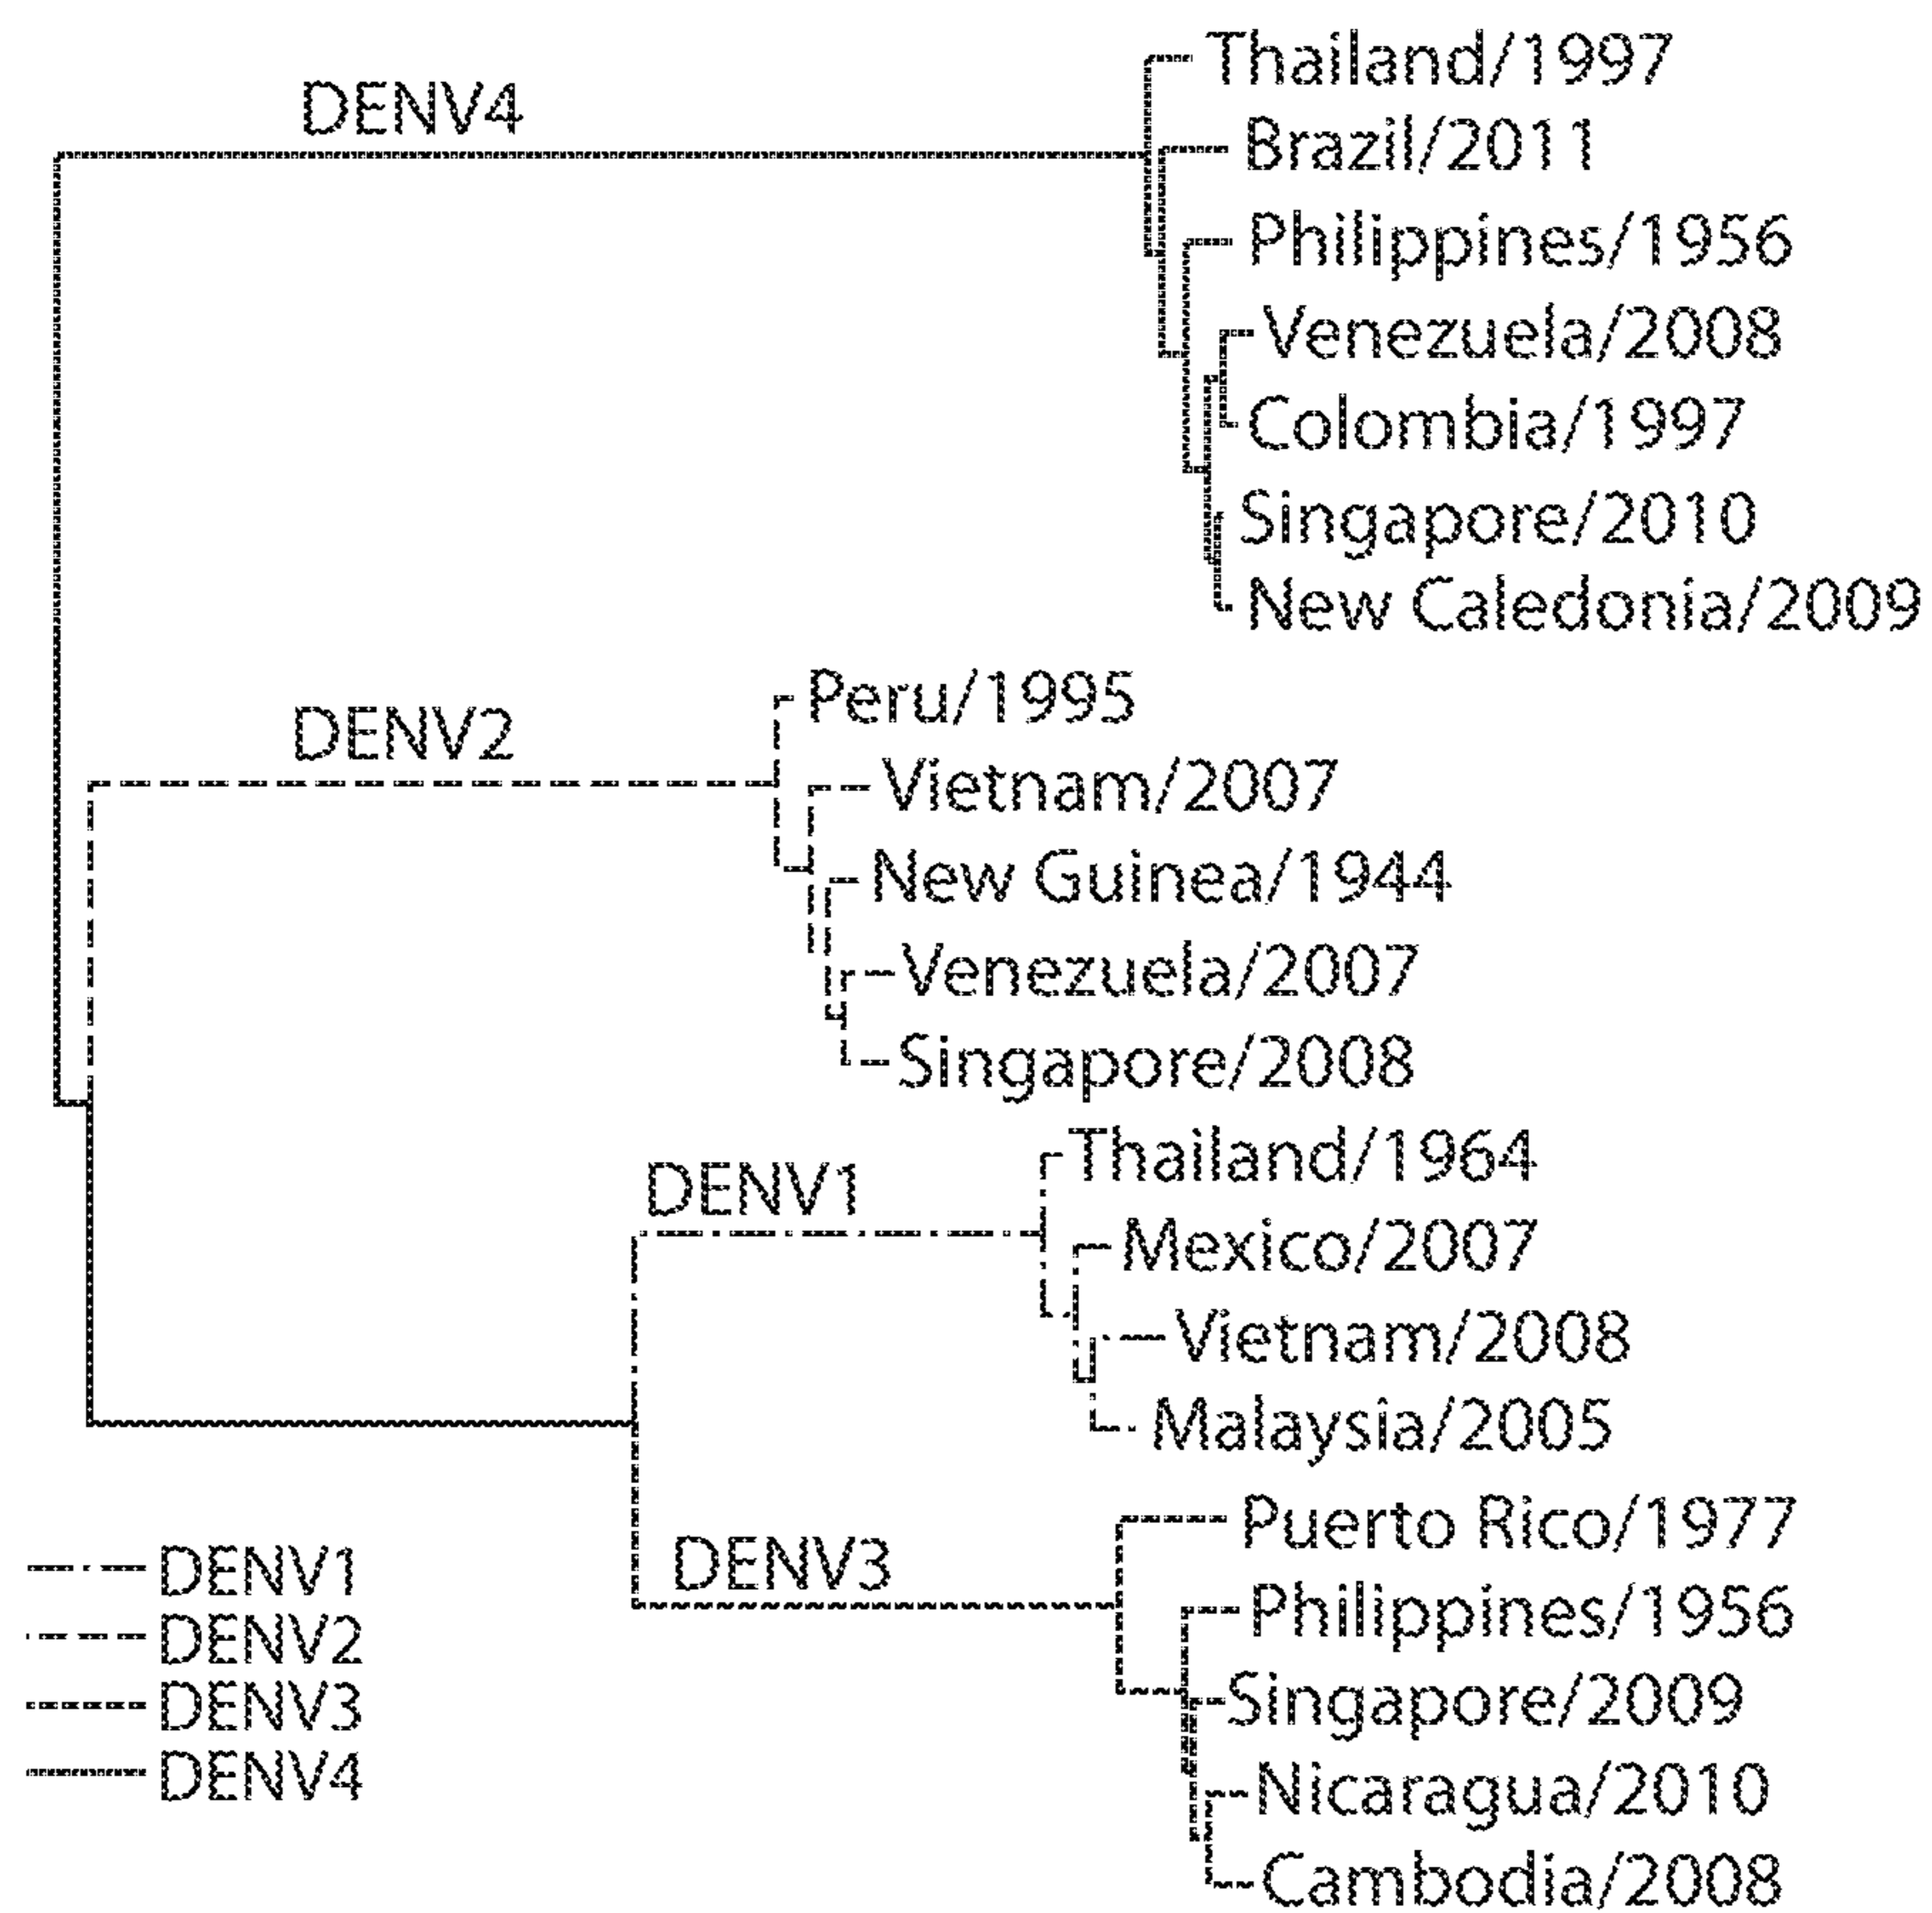 DENV4
Thailand/1997
Brazil/2011
Philippines/1956
Venezuela/2008
Colombia/1997
Singapore/2010
New Caledonia/2009
DENV2
Peru/1995
Vietnam/2007
New Guinea/1944
Venezuela/2007
Singapore/2008
DENV1
Thailand/1964
Mexico/2007
Vietnam/2008
Malaysia/2005
DENV3
Puerto Rico/1977
Philippines/1956
Singapore/2009
Nicaragua/2010
Cambodia/2008
DENV1
DENV2
DENV3
DENV4